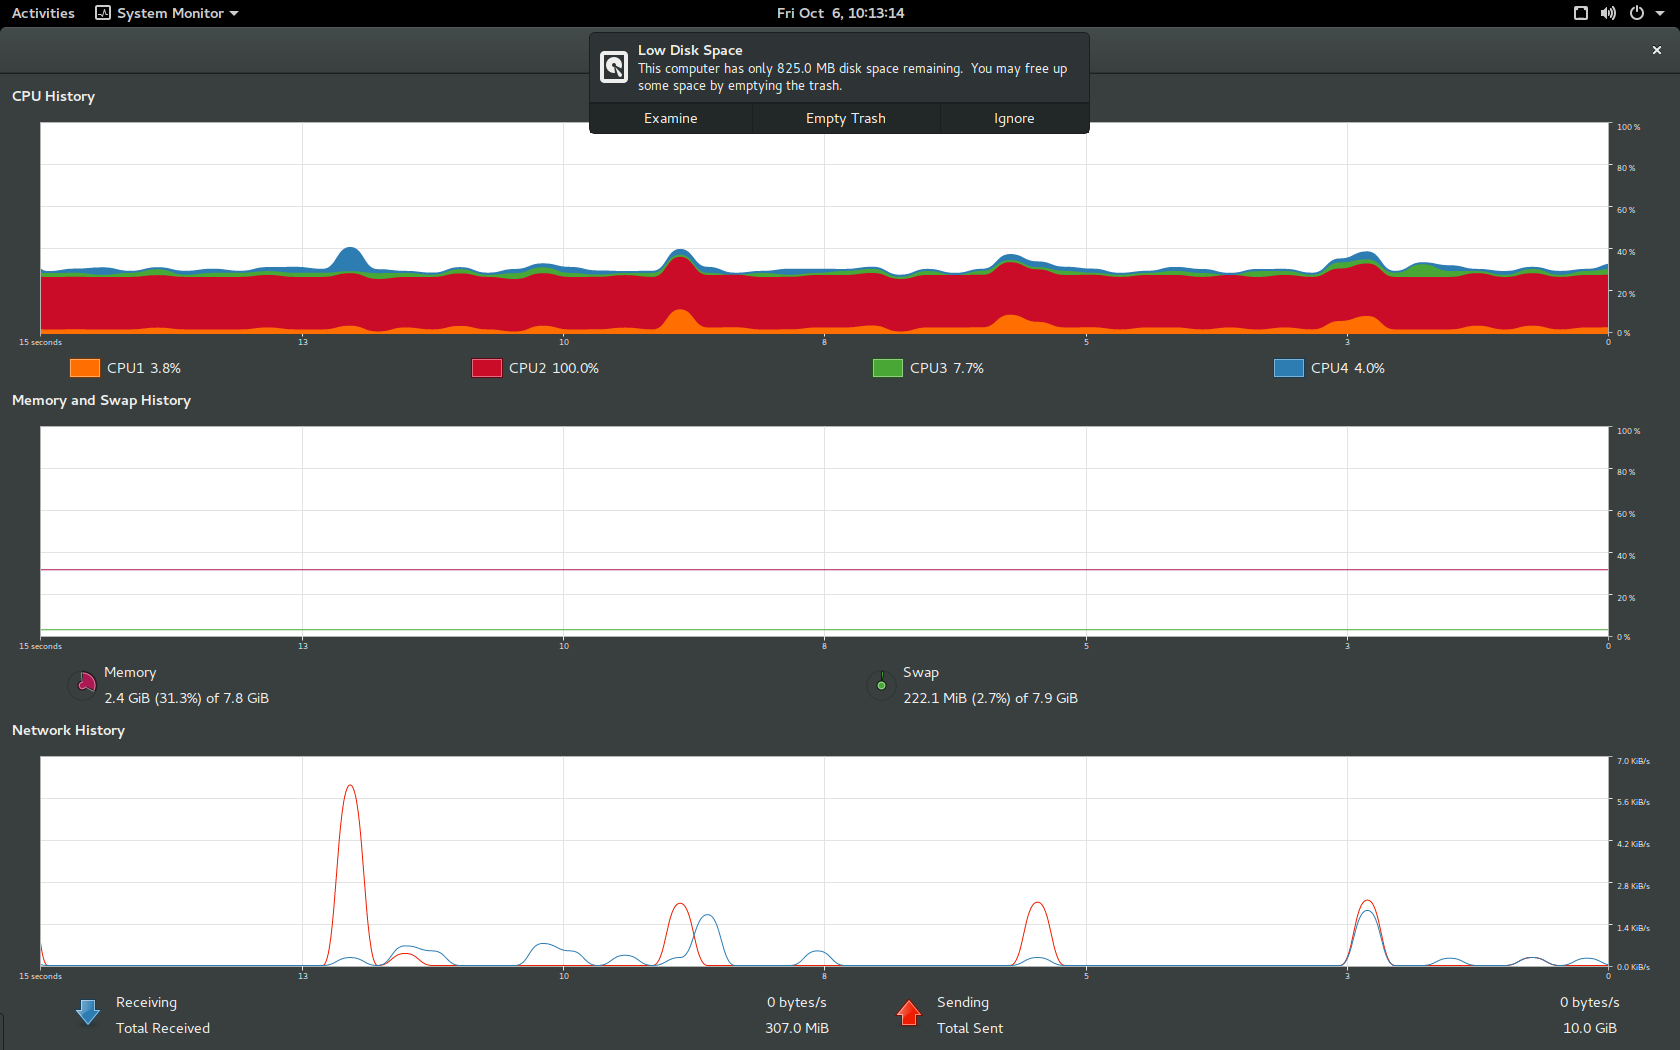 Activities System Monitor Fri Oct 6, 10:13:14
Low Disk Space
This computer has only 825.0 MB disk space remaining. You may free up
some space by emptying the trash.
Examine Empty Trash Ignore
CPU History
100 %
80 %
60 %
40 %
20 %
0 %
15 seconds 13 10 8 5 3 0
CPU1 3.8% CPU2 100.0% CPU3 7.7% CPU4 4.0%
Memory and Swap History
100 %
80 %
60 %
40 %
20 %
0 %
15 seconds 13 10 8 5 3 0
Memory Swap
2.4 GiB (31.3%) of 7.8 GiB 222.1 MiB (2.7%) of 7.9 GiB
Network History
7.0 KiB/s
5.6 KiB/s
4.2 KiB/s
2.8 KiB/s
1.4 KiB/s
0.0 KiB/s
15 seconds 13 10 8 5 3 0
Receiving 0 bytes/s Sending 0 bytes/s
Total Received 307.0 MiB Total Sent 10.0 GiB